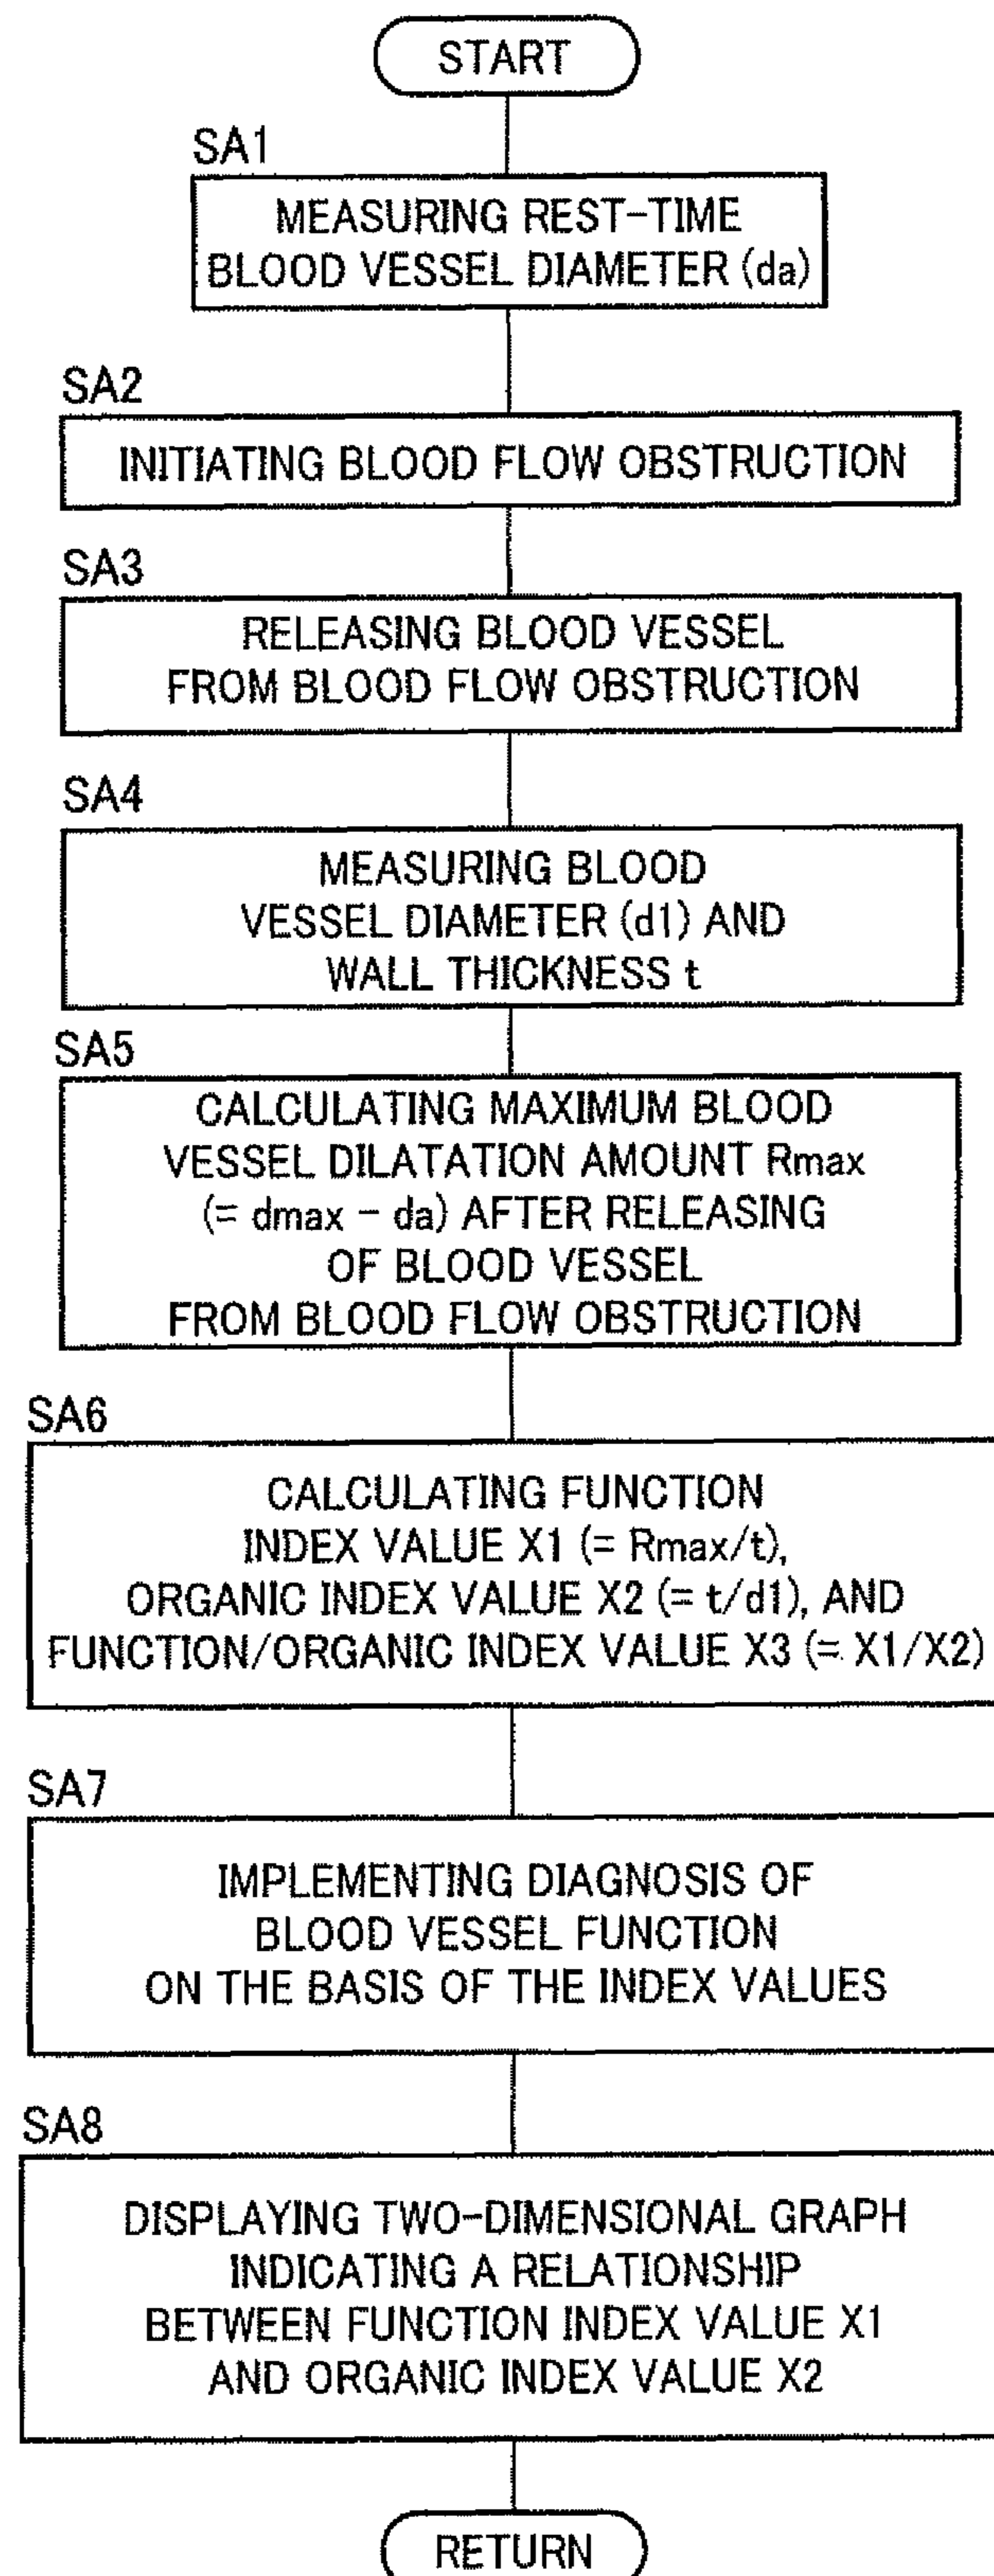 START
SA1
MEASURING REST-TIME
BLOOD VESSEL DIAMETER (da)
SA2
INITIATING BLOOD FLOW OBSTRUCTION
SA3
RELEASING BLOOD VESSEL
FROM BLOOD FLOW OBSTRUCTION
SA4
MEASURING BLOOD
VESSEL DIAMETER (d1) AND
WALL THICKNESS t
SA5
CALCULATING MAXIMUM BLOOD
VESSEL DILATATION AMOUNT Rmax
(= dmax - da) AFTER RELEASING
OF BLOOD VESSEL
FROM BLOOD FLOW OBSTRUCTION
SA6
CALCULATING FUNCTION
INDEX VALUE X1 (= Rmax/t),
ORGANIC INDEX VALUE X2 (= t/d1), AND
FUNCTION/ORGANIC INDEX VALUE X3 (= X1/X2)
SA7
IMPLEMENTING DIAGNOSIS OF
BLOOD VESSEL FUNCTION
ON THE BASIS OF THE INDEX VALUES
SA8
DISPLAYING TWO-DIMENSIONAL GRAPH
INDICATING A RELATIONSHIP
BETWEEN FUNCTION INDEX VALUE X1
AND ORGANIC INDEX VALUE X2
RETURN